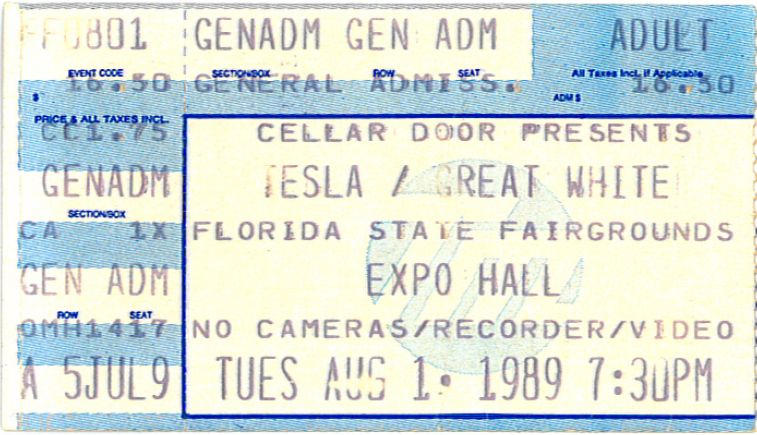 FF0801 GENADM GEN ADM ADULT
EVENT CODE SECTION/BOX ROW SEAT All Taxes Incl. If Applicable
$ 16.50 GENERAL ADMISS. ADM $ 16.50
PRICE & ALL TAXES INCL.
CC1.75 CELLAR DOOR PRESENTS
GENADM TESLA / GREAT WHITE
SECTION/BOX
CA 1X FLORIDA STATE FAIRGROUNDS
GEN ADM EXPO HALL
ROW SEAT
OMH1417 NO CAMERAS/RECORDER/VIDEO
A 5JUL9 TUES AUG 1. 1989 7:30PM